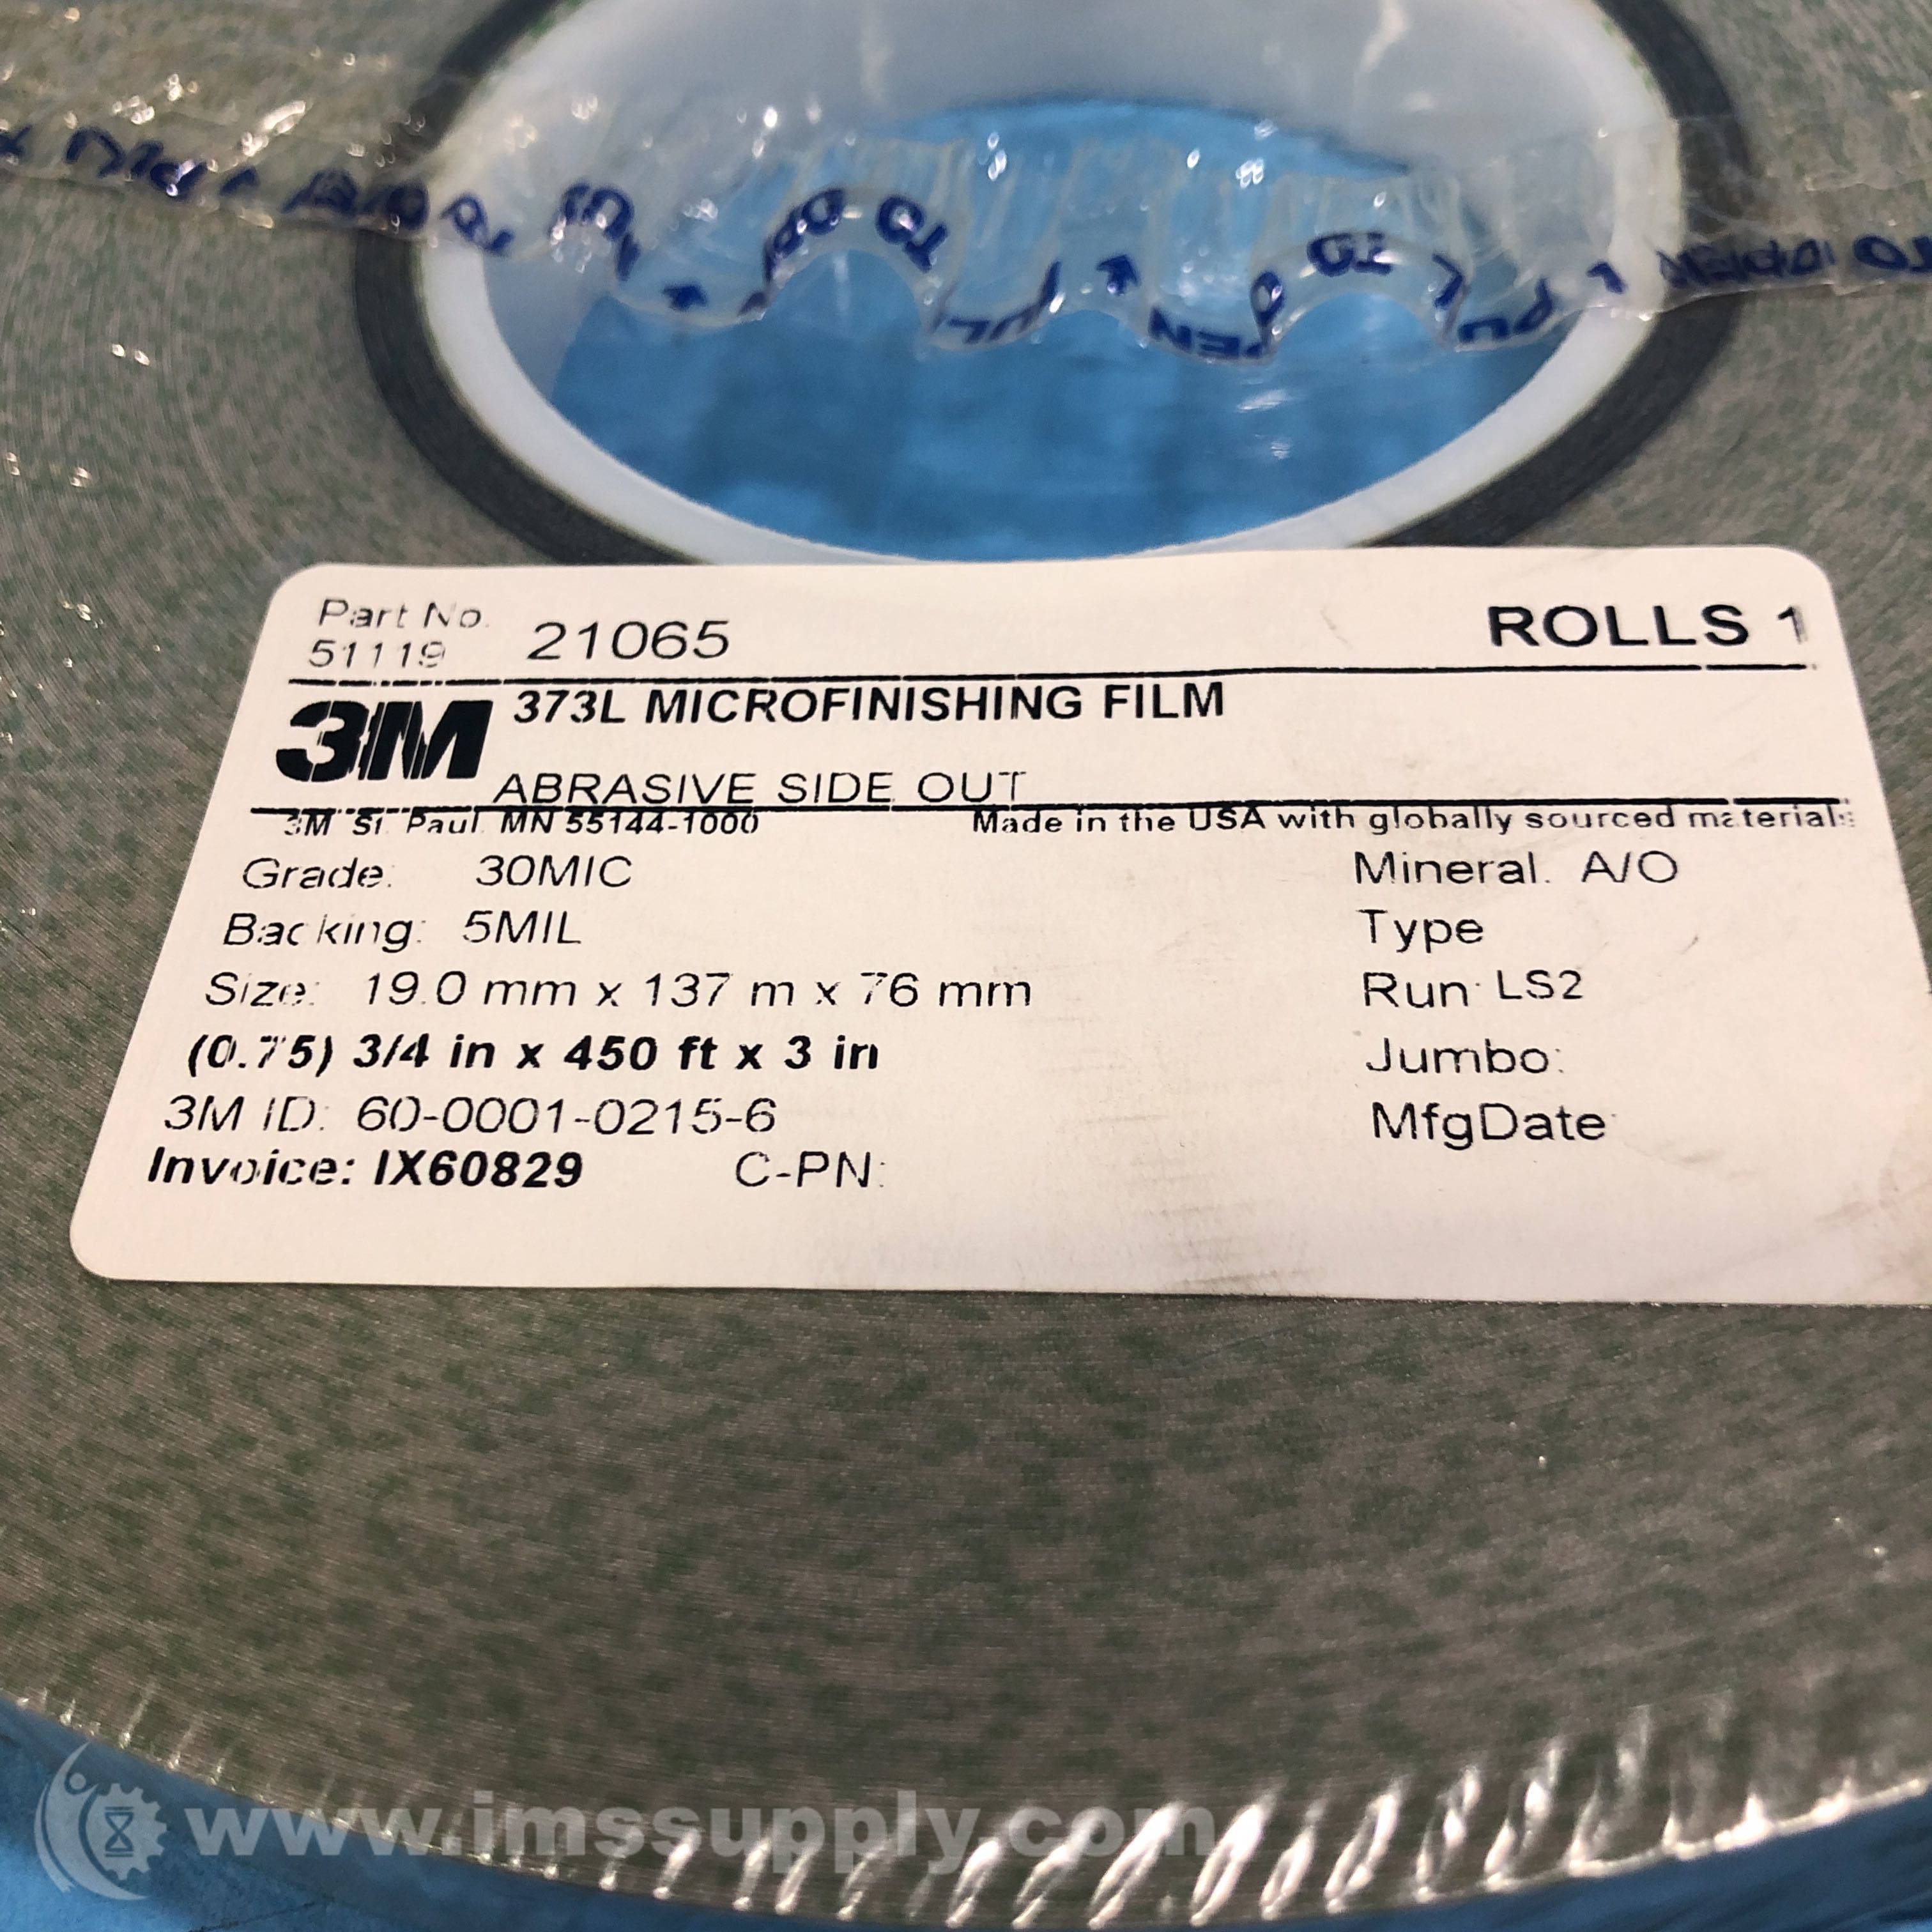 TO OPEN
Part No. 21065 ROLLS 1
51119
3M 373L MICROFINISHING FILM
ABRASIVE SIDE OUT
3M St. Paul MN 55144-1000 Made in the USA with globally sourced materials
Grade: 30MIC Mineral. A/O
Backing: 5MIL Type
Size: 19.0 mm x 137 m x 76 mm Run: LS2
(0.75) 3/4 in x 450 ft x 3 in Jumbo:
3M ID: 60-0001-0215-6 MfgDate
Invoice: IX60829 C-PN:
www.imssupply.com